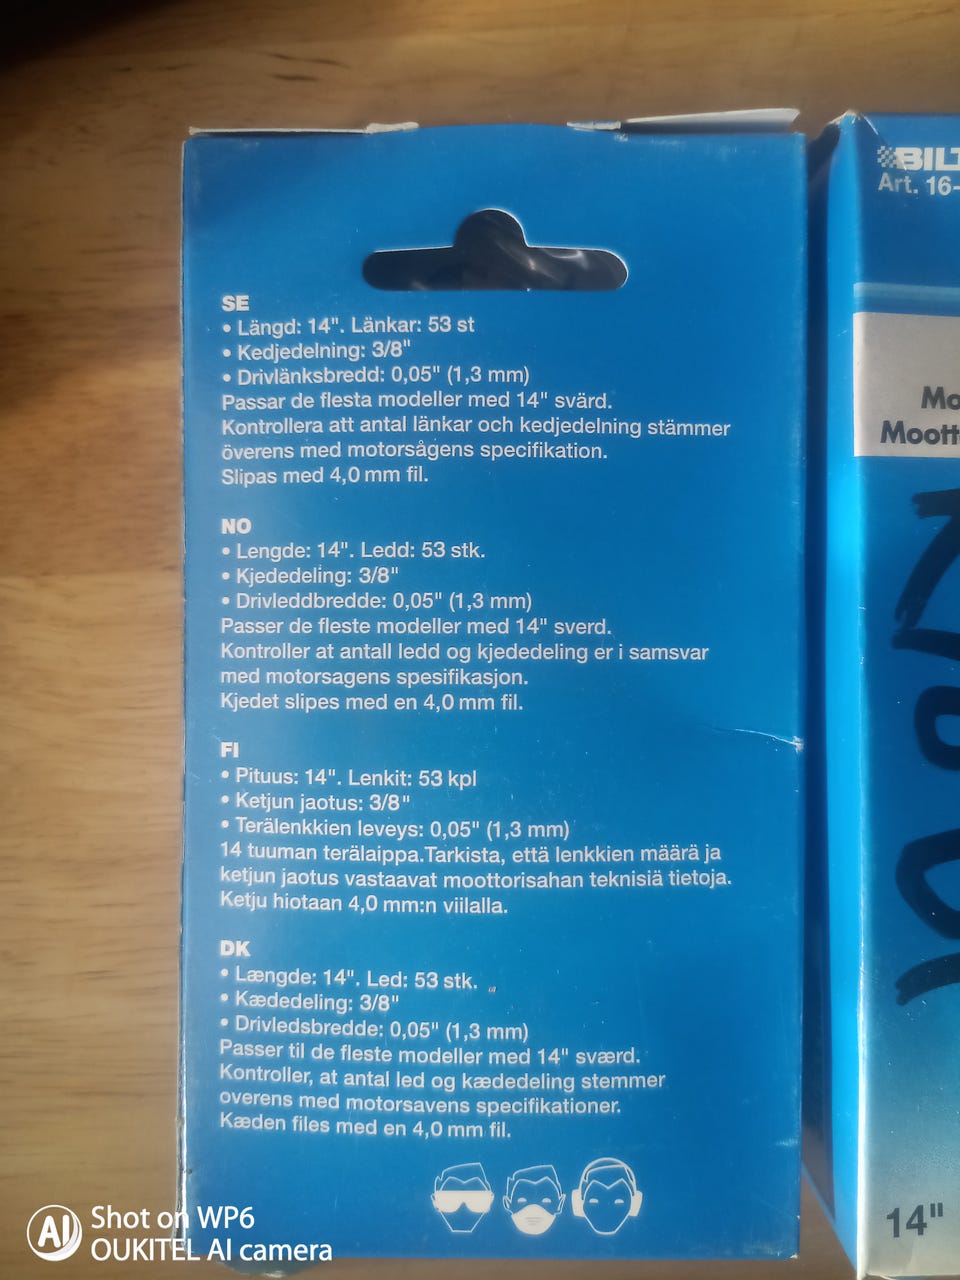 SE
• Längd: 14". Länkar: 53 st
• Kedjedelning: 3/8"
• Drivlänksbredd: 0,05" (1,3 mm)
Passar de flesta modeller med 14" svärd.
Kontrollera att antal länkar och kedjedelning stämmer
överens med motorsågens specifikation.
Slipas med 4,0 mm fil.
NO
• Lengde: 14". Ledd: 53 stk.
• Kjededeling: 3/8"
• Drivleddbredde: 0,05" (1,3 mm)
Passer de fleste modeller med 14" sverd.
Kontroller at antall ledd og kjededeling er i samsvar
med motorsagens spesifikasjon.
Kjedet slipes med en 4,0 mm fil.
FI
• Pituus: 14". Lenkit: 53 kpl
• Ketjun jaotus: 3/8"
• Terälenkkien leveys: 0,05" (1,3 mm)
14 tuuman terälaippa.Tarkista, että lenkkien määrä ja
ketjun jaotus vastaavat moottorisahan teknisiä tietoja.
Ketju hiotaan 4,0 mm:n viilalla.
DK
• Længde: 14". Led: 53 stk.
• Kædedeling: 3/8"
• Drivledsbredde: 0,05" (1,3 mm)
Passer til de fleste modeller med 14" sværd.
Kontroller, at antal led og kædedeling stemmer
overens med motorsavens specifikationer.
Kæden files med en 4,0 mm fil.
BILT
Art. 16-
Mo
Moott
14"
AI Shot on WP6
OUKITEL AI camera